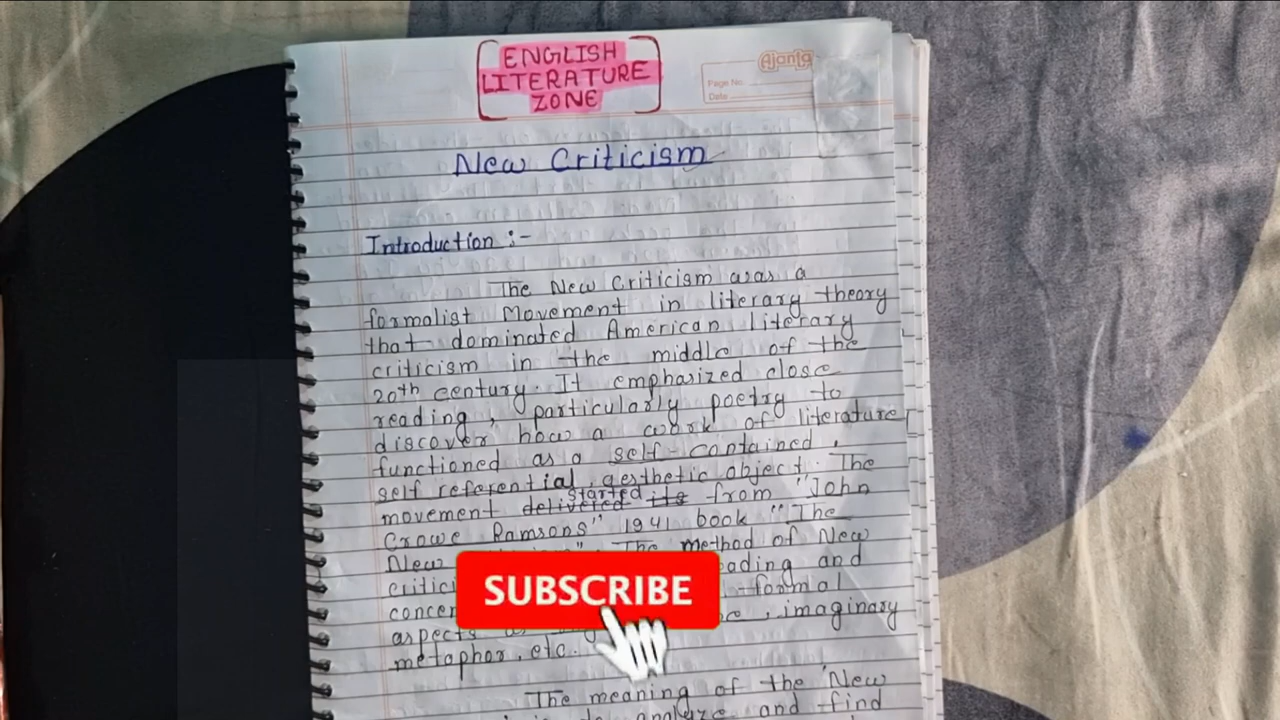 ENGLISH
LITERATURE
ZONE
Ajanta
Page No.
Date
New Criticism
Introduction :-
The New Criticism was a
formalist Movement in literary theory
that dominated American literary
criticism in the middle of the
20th century. It emphasized close
reading, particularly poetry to
discover how a work of literature
functioned as a self-contained,
self referential, aesthetic object. The
movement delivered started its from "John
Crowe Ramsons" 1941 book "The
New The method of New
ading and
formal
aspects imaginary
metaphor, etc.
SUBSCRIBE
The meaning of the 'New
analyze and find